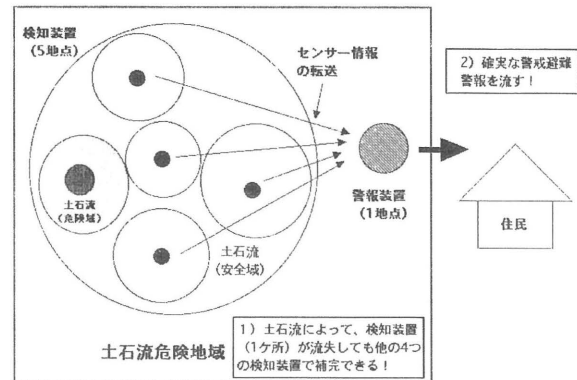 検知装置
(5地点)
センサー情報
の転送
2)確実な警戒避難
警報を流す!
土石流
(危険域)
警報装置
(1地点)
住民
土石流
(安全域)
土石流危険地域
1)土石流によって、検知装置
(1ケ所)が流失しても他の4つ
の検知装置で補完できる!